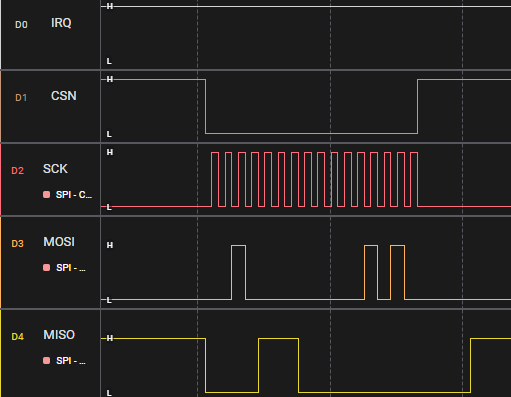 H
D0 IRQ
L
H
D1 CSN
L
H
D2 SCK
SPI - C...
L
D3 MOSI
H
SPI - ...
L
D4 MISO
H
SPI - ...
L